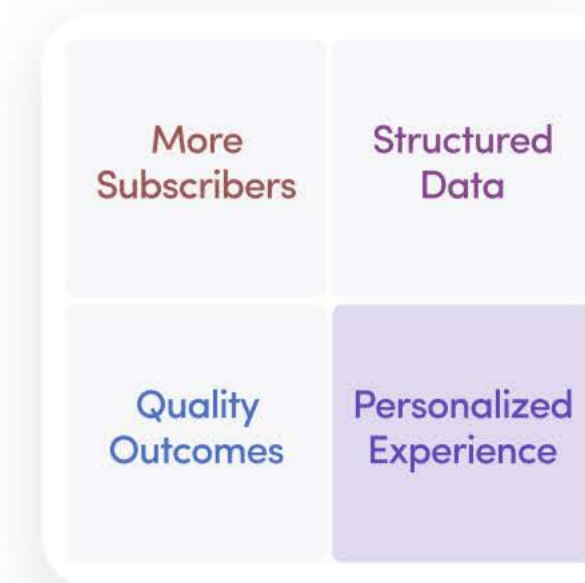 More
Subscribers
Structured
Data
Quality
Outcomes
Personalized
Experience